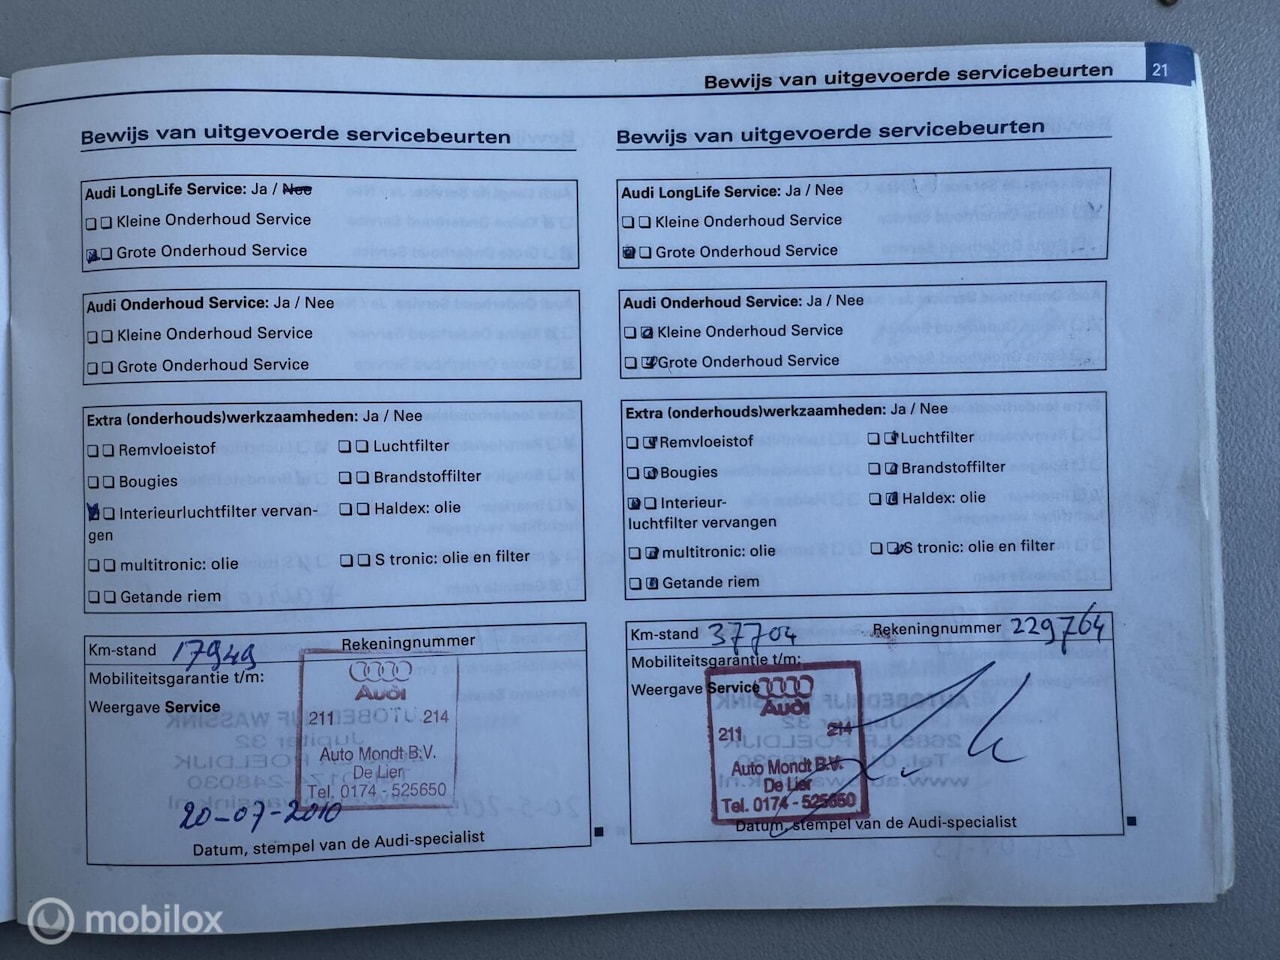 Bewijs van uitgevoerde servicebeurten 21
Bewijs van uitgevoerde servicebeurten
Audi LongLife Service: Ja / Nee
Kleine Onderhoud Service
Grote Onderhoud Service
Audi Onderhoud Service: Ja / Nee
Kleine Onderhoud Service
Grote Onderhoud Service
Extra (onderhouds)werkzaamheden: Ja / Nee
Remvloeistof Luchtfilter
Bougies Brandstoffilter
Interieurluchtfilter vervan- Haldex: olie
gen
multitronic: olie S tronic: olie en filter
Getande riem
Km-stand 17949 Rekeningnummer
Mobiliteitsgarantie t/m:
Weergave Service
Audi
211 214
Auto Mondt B.V.
De Lier
Tel. 0174 - 525650
20-07-2010
Datum, stempel van de Audi-specialist
Bewijs van uitgevoerde servicebeurten
Audi LongLife Service: Ja / Nee
Kleine Onderhoud Service
Grote Onderhoud Service
Audi Onderhoud Service: Ja / Nee
Kleine Onderhoud Service
Grote Onderhoud Service
Extra (onderhouds)werkzaamheden: Ja / Nee
Remvloeistof Luchtfilter
Bougies Brandstoffilter
Interieur- Haldex: olie
luchtfilter vervangen
multitronic: olie S tronic: olie en filter
Getande riem
Km-stand 37704 Rekeningnummer 229764
Mobiliteitsgarantie t/m:
Weergave Service
Audi
211 214
Auto Mondt B.V.
De Lier
Tel. 0174 - 525650
Datum, stempel van de Audi-specialist
mobilox